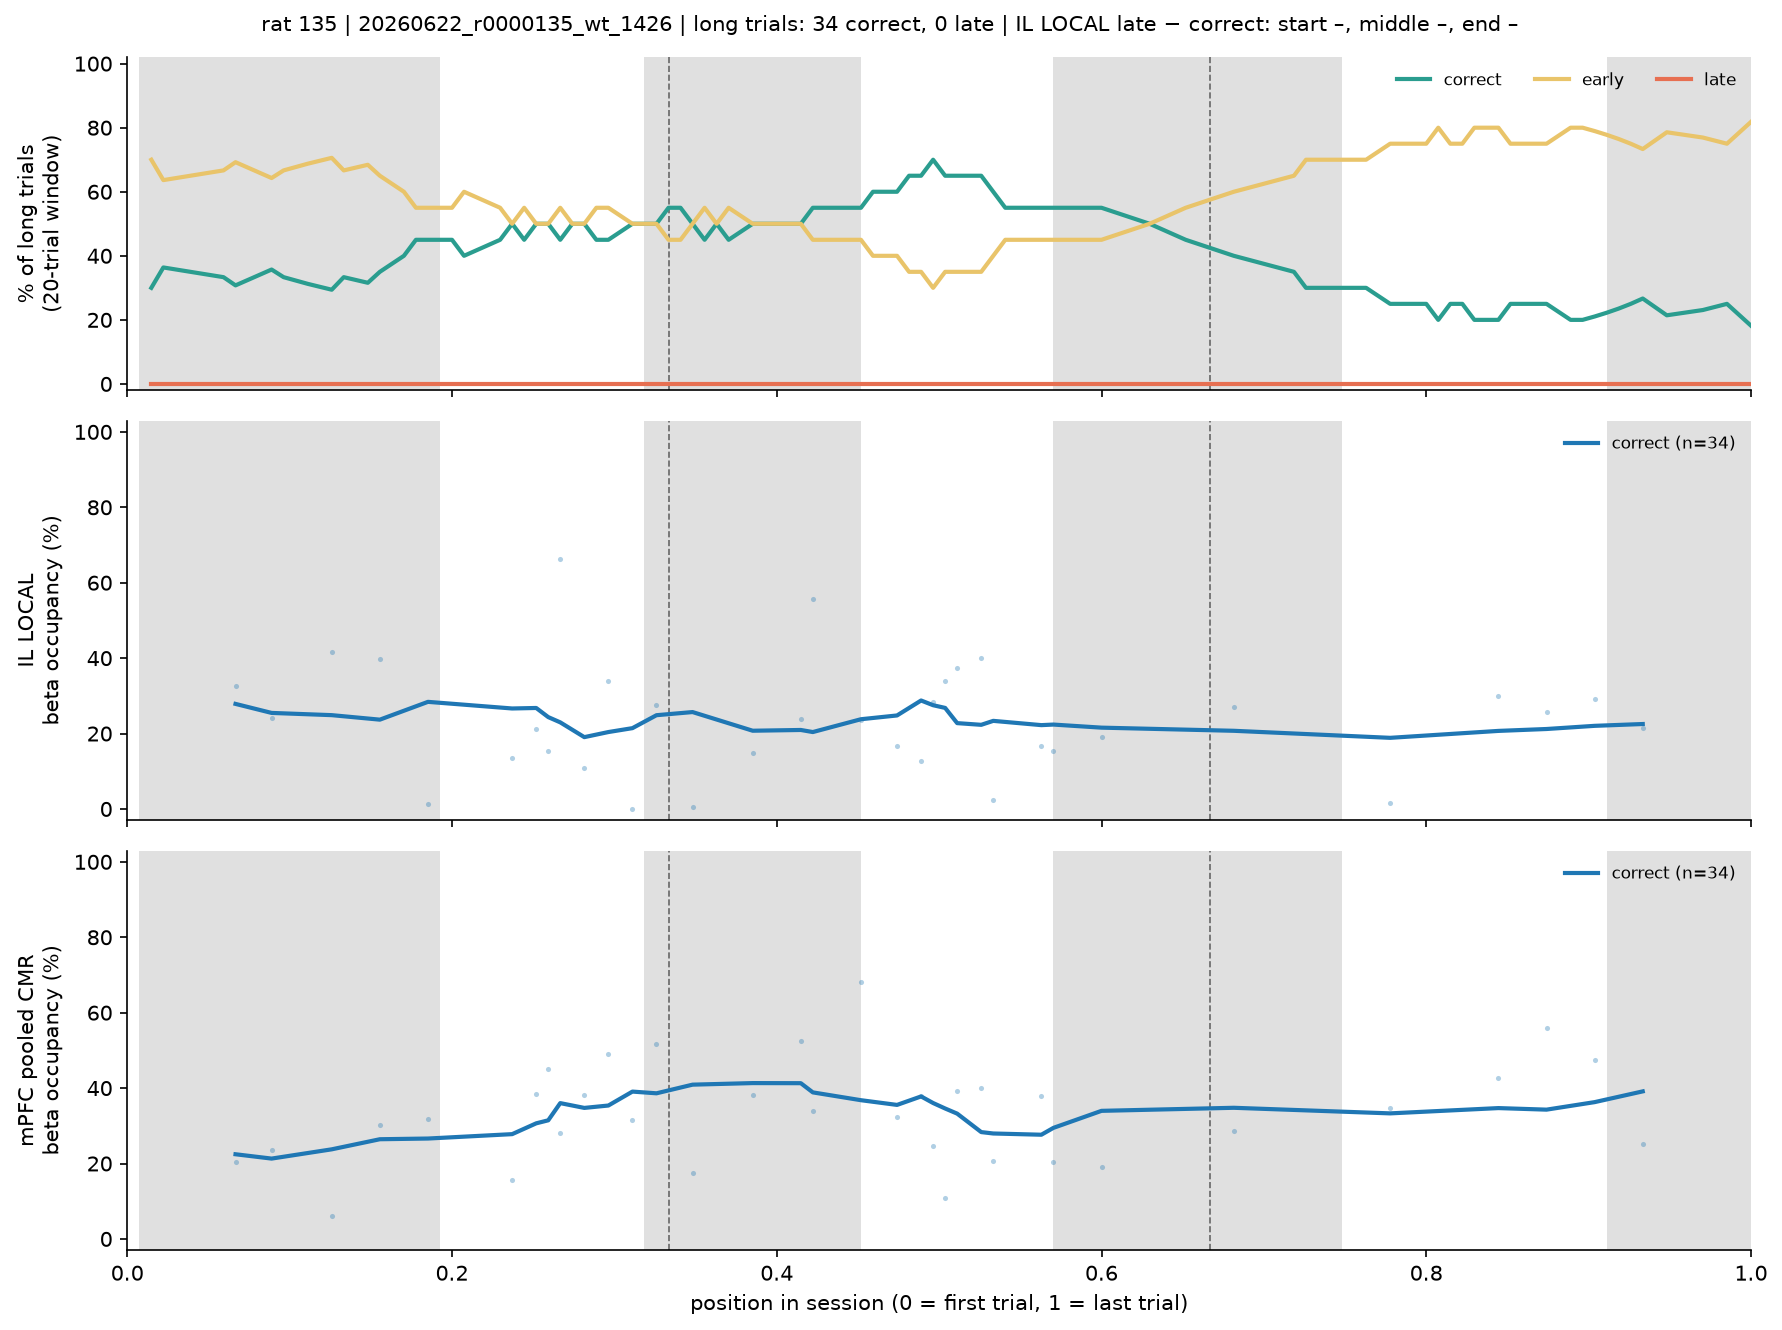 rat 135 | 20260622_r0000135_wt_1426 | long trials: 34 correct, 0 late | IL LOCAL late − correct: start –, middle –, end –
% of long trials
(20-trial window)
100
80
60
40
20
0
correct
early
late
IL LOCAL
beta occupancy (%)
100
80
60
40
20
0
correct (n=34)
mPFC pooled CMR
beta occupancy (%)
100
80
60
40
20
0
correct (n=34)
0.0
0.2
0.4
0.6
0.8
1.0
position in session (0 = first trial, 1 = last trial)